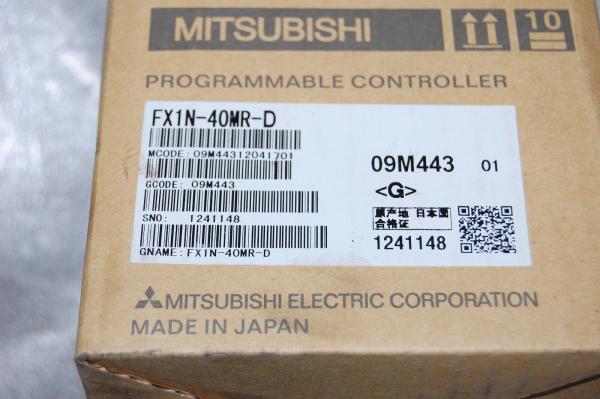 MITSUBISHI
10
PROGRAMMABLE CONTROLLER
FX1N-40MR-D
MCODE: 09M44312041701
GCODE: 09M443
SNO: 1241148
GNAME: FX1N-40MR-D
09M443 01
<G>
原产地 日本国
合格证
1241148
MITSUBISHI ELECTRIC CORPORATION
MADE IN JAPAN